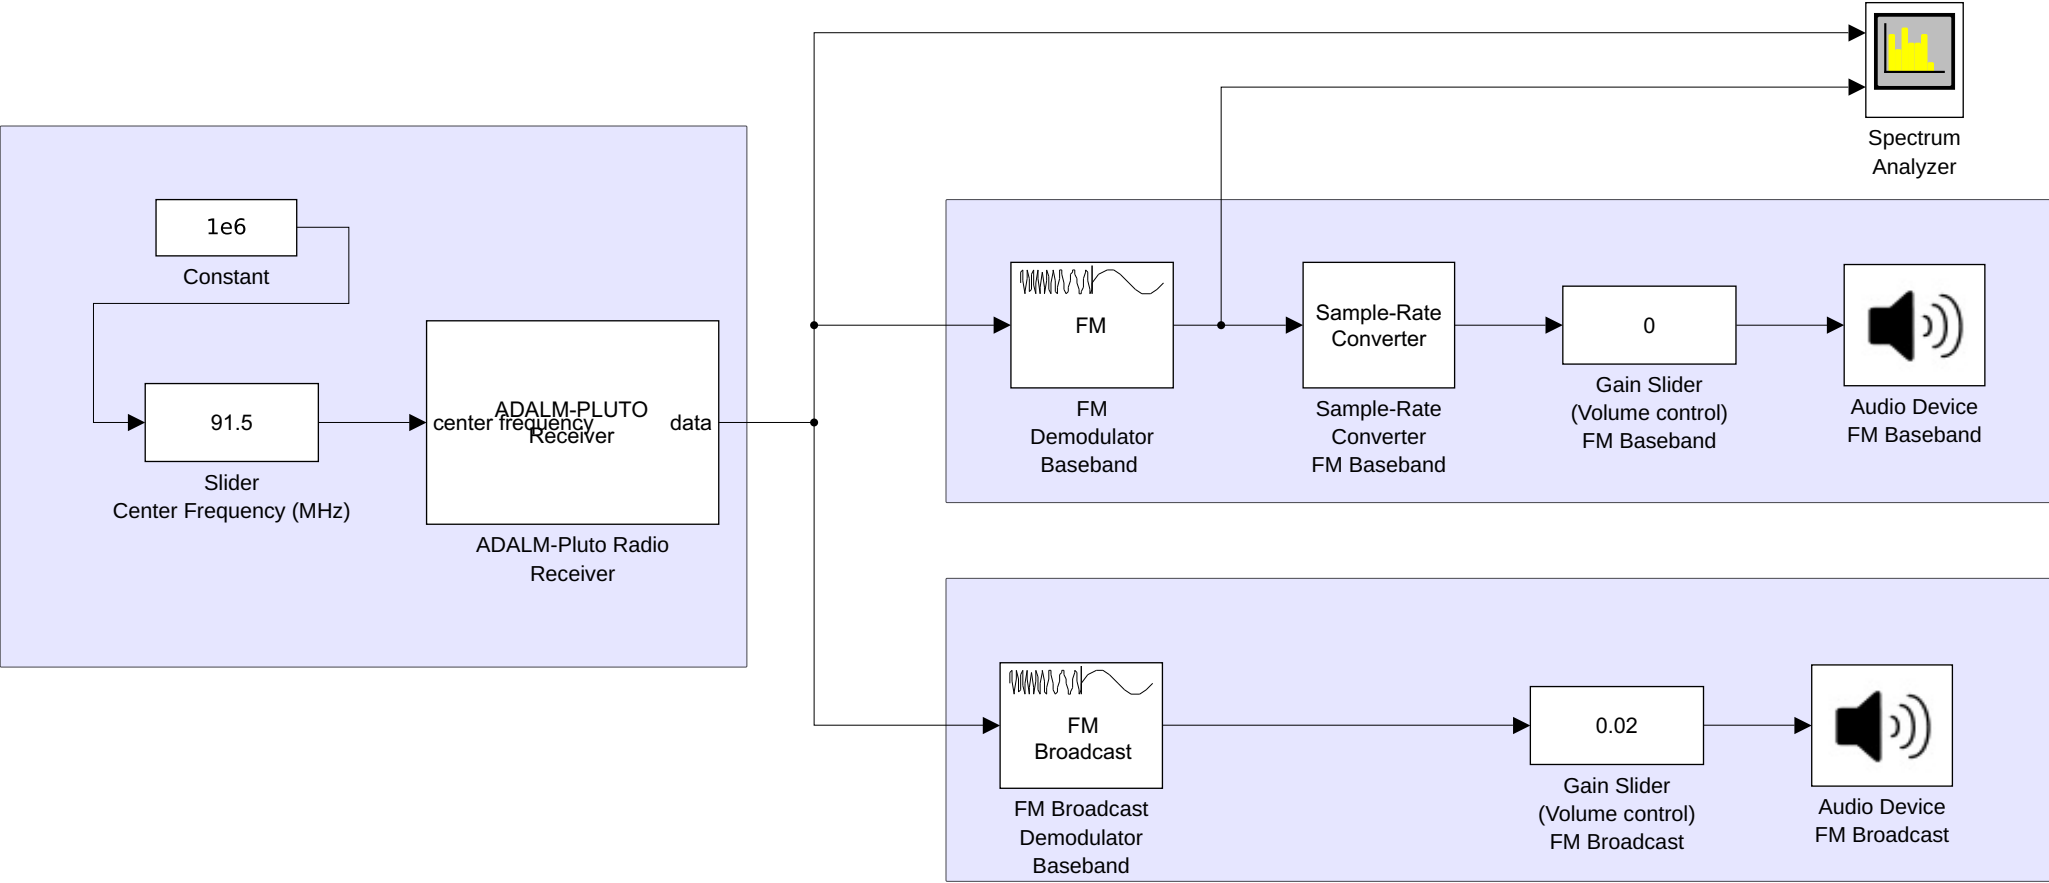 Spectrum
Analyzer
1e6
Constant
91.5
Slider
Center Frequency (MHz)
center frequency
ADALM-PLUTO
Receiver
data
ADALM-Pluto Radio
Receiver
FM
FM
Demodulator
Baseband
Sample-Rate
Converter
Sample-Rate
Converter
FM Baseband
0
Gain Slider
(Volume control)
FM Baseband
Audio Device
FM Baseband
FM
Broadcast
FM Broadcast
Demodulator
Baseband
0.02
Gain Slider
(Volume control)
FM Broadcast
Audio Device
FM Broadcast